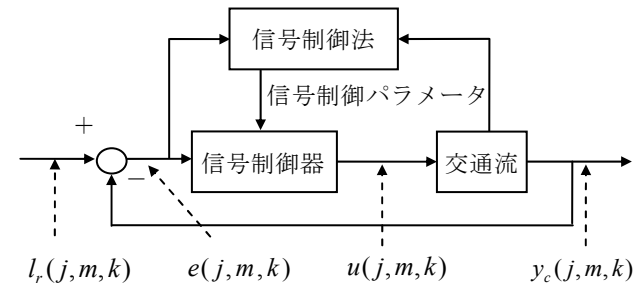 信号制御法
信号制御パラメータ
+
信号制御器
交通流
−
l_r(j,m,k)
e(j,m,k)
u(j,m,k)
y_c(j,m,k)